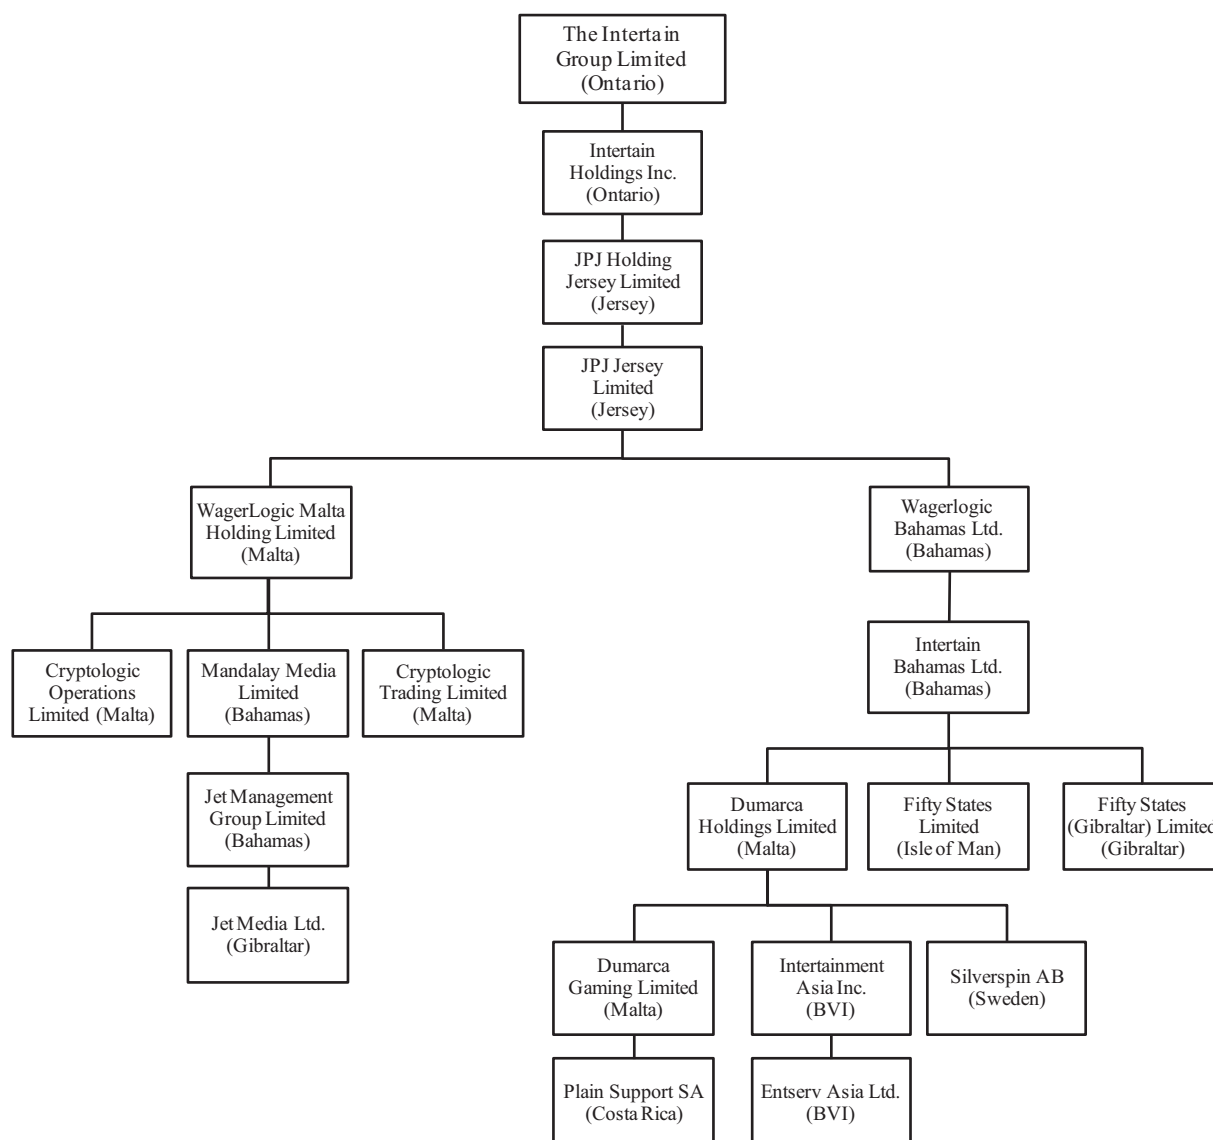 The Intertain
Group Limited
(Ontario)
Intertain
Holdings Inc.
(Ontario)
JPJ Holding
Jersey Limited
(Jersey)
JPJ Jersey
Limited
(Jersey)
WagerLogic Malta
Holding Limited
(Malta)
Wagerlogic
Bahamas Ltd.
(Bahamas)
Cryptologic
Operations
Limited (Malta)
Mandalay Media
Limited
(Bahamas)
Cryptologic
Trading Limited
(Malta)
Intertain
Bahamas Ltd.
(Bahamas)
Jet Management
Group Limited
(Bahamas)
Dumarca
Holdings Limited
(Malta)
Fifty States
Limited
(Isle of Man)
Fifty States
(Gibraltar) Limited
(Gibraltar)
Jet Media Ltd.
(Gibraltar)
Dumarca
Gaming Limited
(Malta)
Intertainment
Asia Inc.
(BVI)
Silverspin AB
(Sweden)
Plain Support SA
(Costa Rica)
Entserv Asia Ltd.
(BVI)